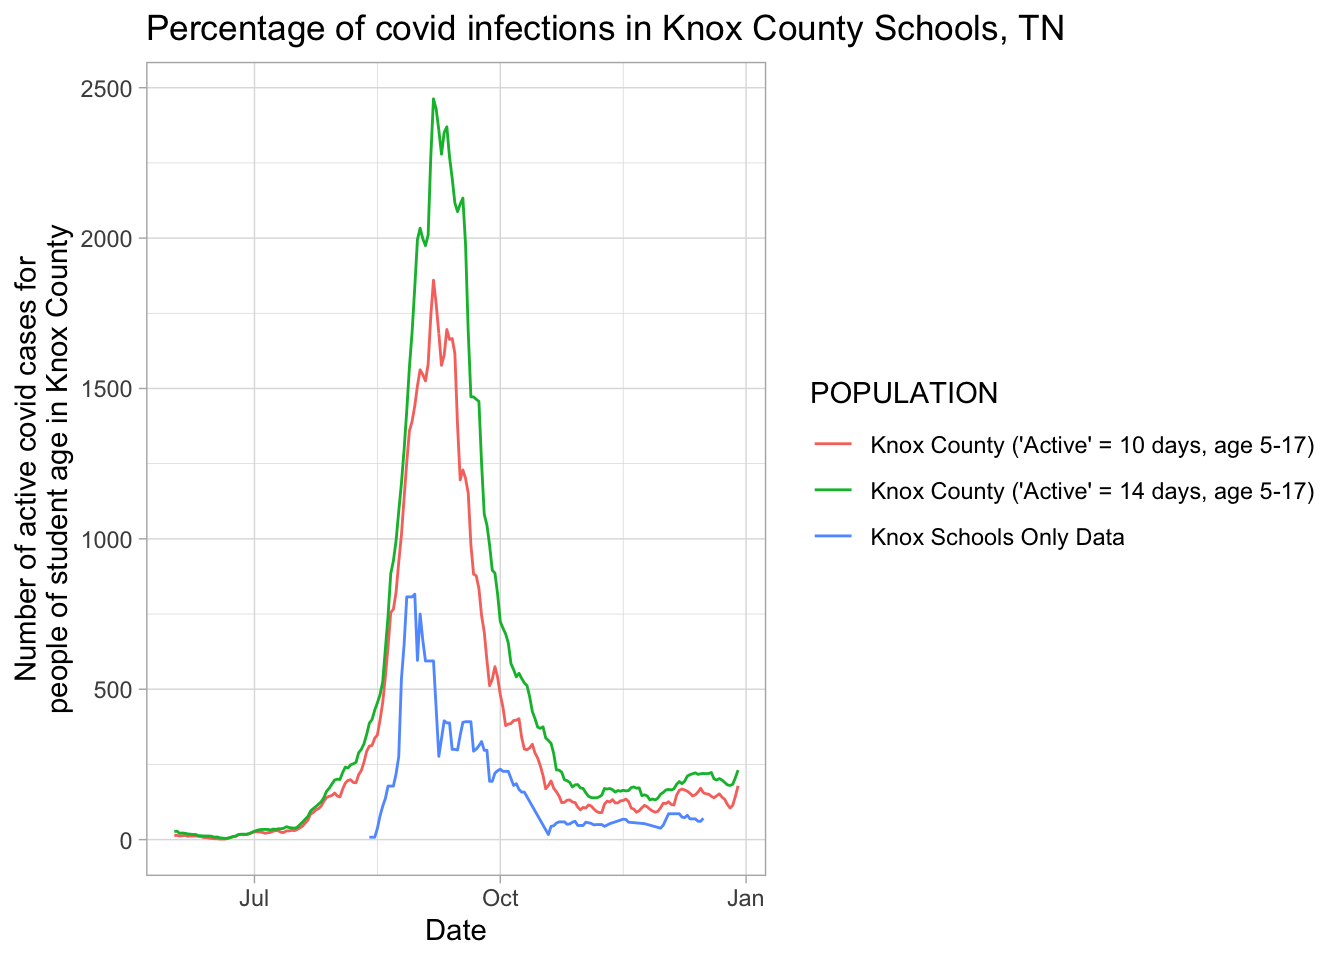 Percentage of covid infections in Knox County Schools, TN
Number of active covid cases for
people of student age in Knox County
2500
2000
1500
1000
500
0
Jul
Oct
Jan
Date
POPULATION
Knox County ('Active' = 10 days, age 5-17)
Knox County ('Active' = 14 days, age 5-17)
Knox Schools Only Data